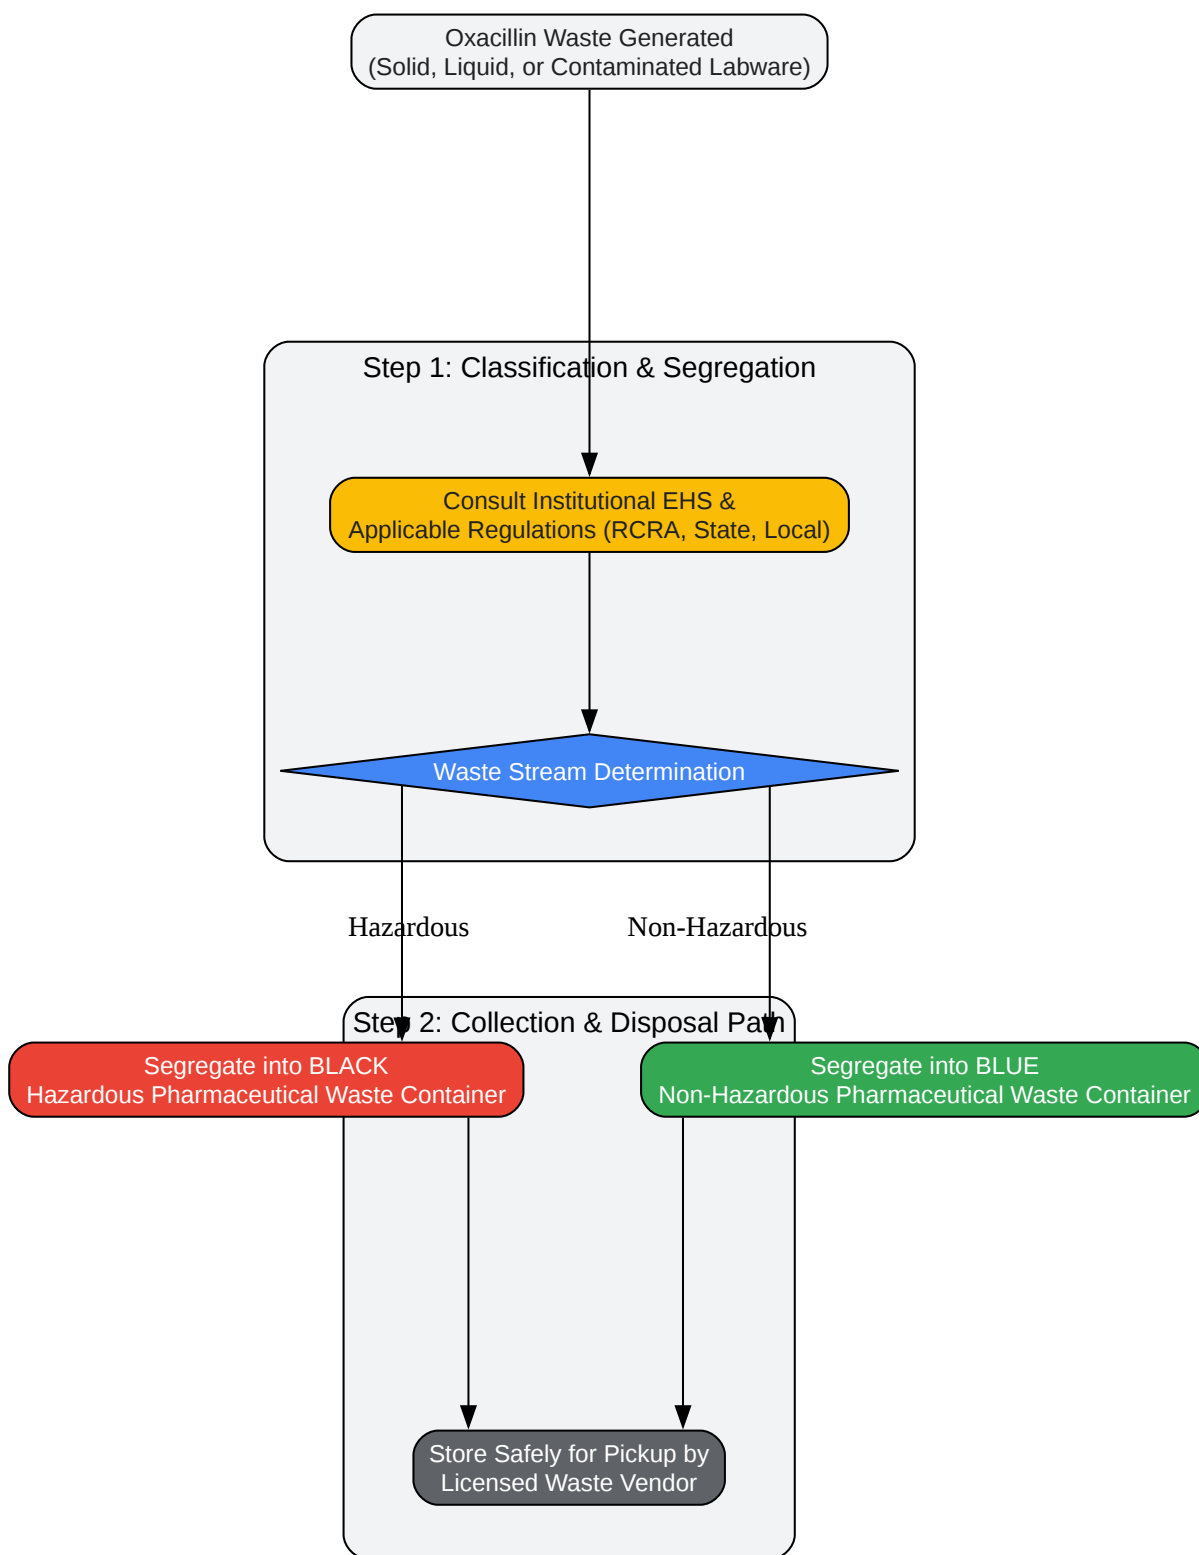 Oxacillin Waste Generated
(Solid, Liquid, or Contaminated Labware)
Step 1: Classification & Segregation
Consult Institutional EHS &
Applicable Regulations (RCRA, State, Local)
Waste Stream Determination
Hazardous
Non-Hazardous
Step 2: Collection & Disposal Path
Segregate into BLACK
Hazardous Pharmaceutical Waste Container
Segregate into BLUE
Non-Hazardous Pharmaceutical Waste Container
Store Safely for Pickup by
Licensed Waste Vendor